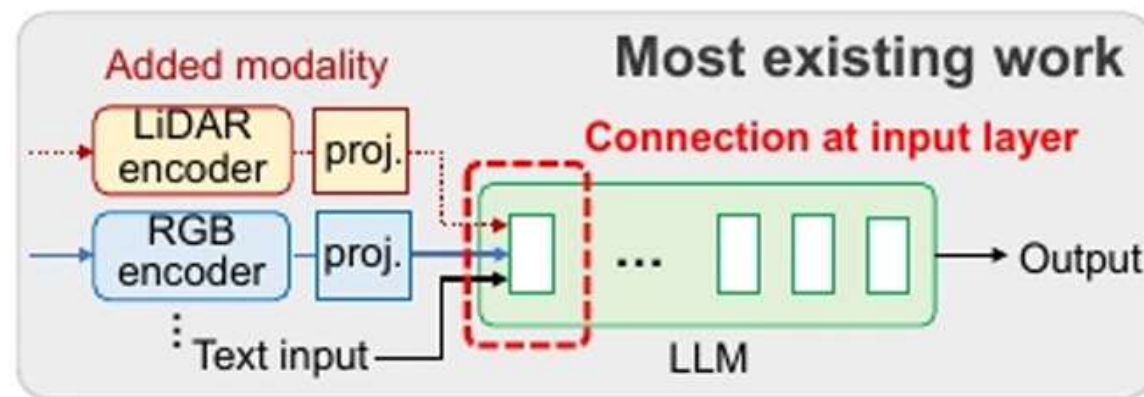 Most existing work
Added modality
Connection at input layer
LiDAR
encoder
proj.
RGB
encoder
proj.
⋮
Text input
...
LLM
Output